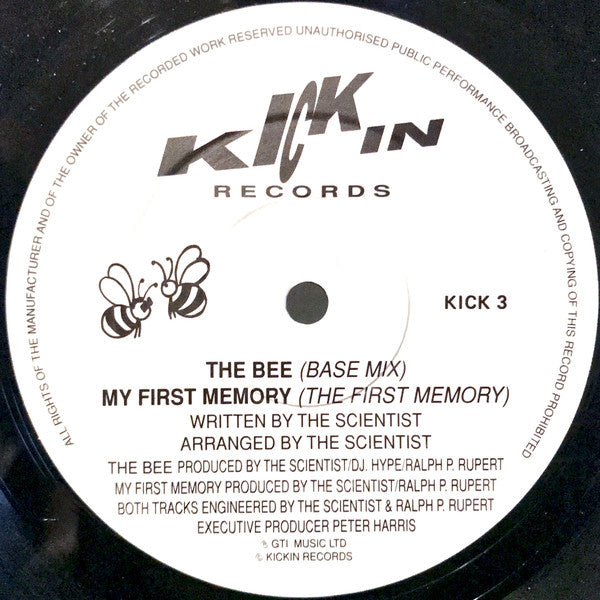 ALL RIGHTS OF THE MANUFACTURER AND OF THE OWNER OF THE RECORDED WORK RESERVED UNAUTHORISED PUBLIC PERFORMANCE BROADCASTING AND COPYING OF THIS RECORD PROHIBITED
KICKIN
RECORDS
KICK 3
THE BEE (BASE MIX)
MY FIRST MEMORY (THE FIRST MEMORY)
WRITTEN BY THE SCIENTIST
ARRANGED BY THE SCIENTIST
THE BEE PRODUCED BY THE SCIENTIST/DJ. HYPE/RALPH P. RUPERT
MY FIRST MEMORY PRODUCED BY THE SCIENTIST/RALPH P. RUPERT
BOTH TRACKS ENGINEERED BY THE SCIENTIST & RALPH P. RUPERT
EXECUTIVE PRODUCER PETER HARRIS
℗ GTI MUSIC LTD
© KICKIN RECORDS